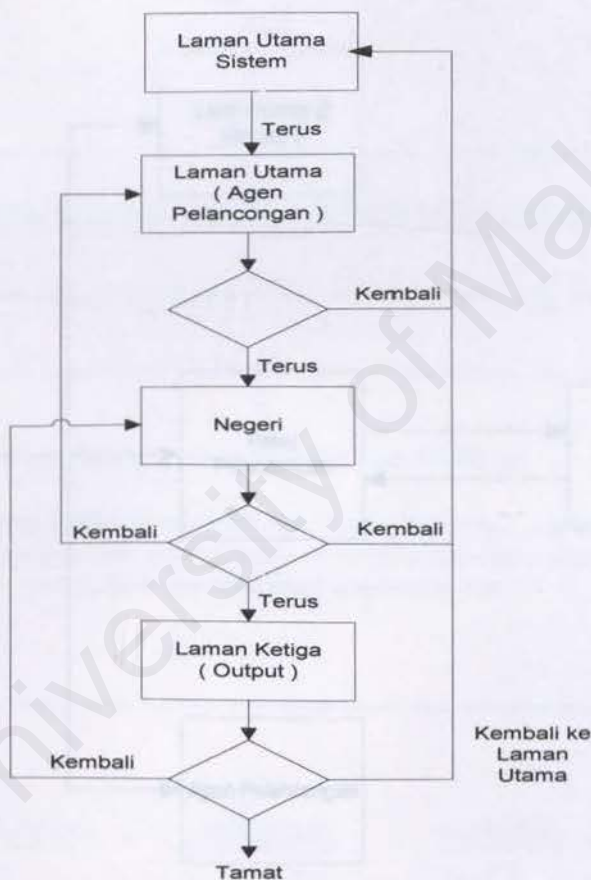 Laman Utama
Sistem
Terus
Laman Utama
( Agen
Pelancongan )
Kembali
Terus
Negeri
Kembali
Kembali
Terus
Laman Ketiga
( Output )
Kembali
Kembali ke
Laman
Utama
Tamat